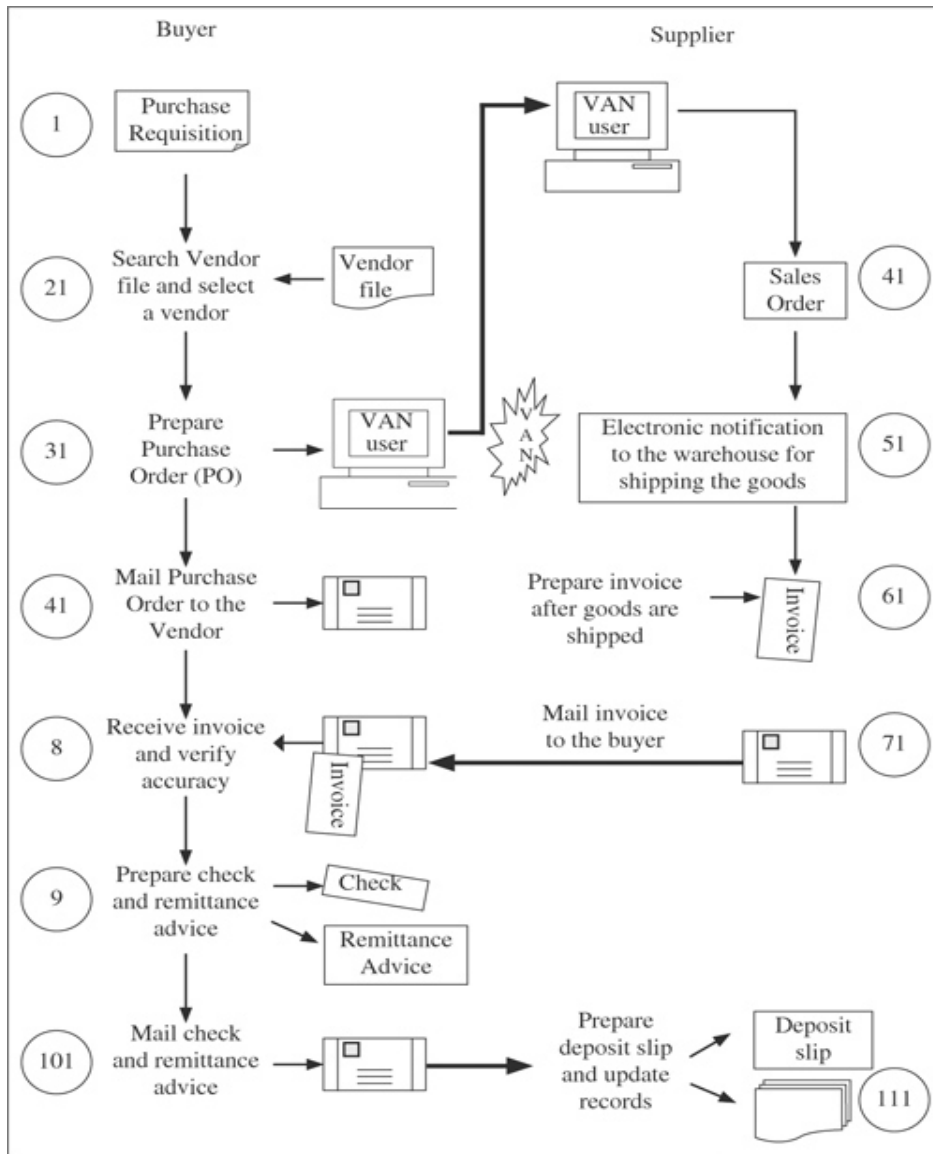 Buyer
Supplier
1
Purchase
Requisition
VAN
user
21
Search Vendor
file and select
a vendor
Vendor
file
Sales
Order
41
31
Prepare
Purchase
Order (PO)
VAN
user
VAN
Electronic notification
to the warehouse for
shipping the goods
51
41
Mail Purchase
Order to the
Vendor
Prepare invoice
after goods are
shipped
Invoice
61
8
Receive invoice
and verify
accuracy
Invoice
Mail invoice
to the buyer
71
9
Prepare check
and remittance
advice
Check
Remittance
Advice
101
Mail check
and remittance
advice
Prepare
deposit slip
and update
records
Deposit
slip
111